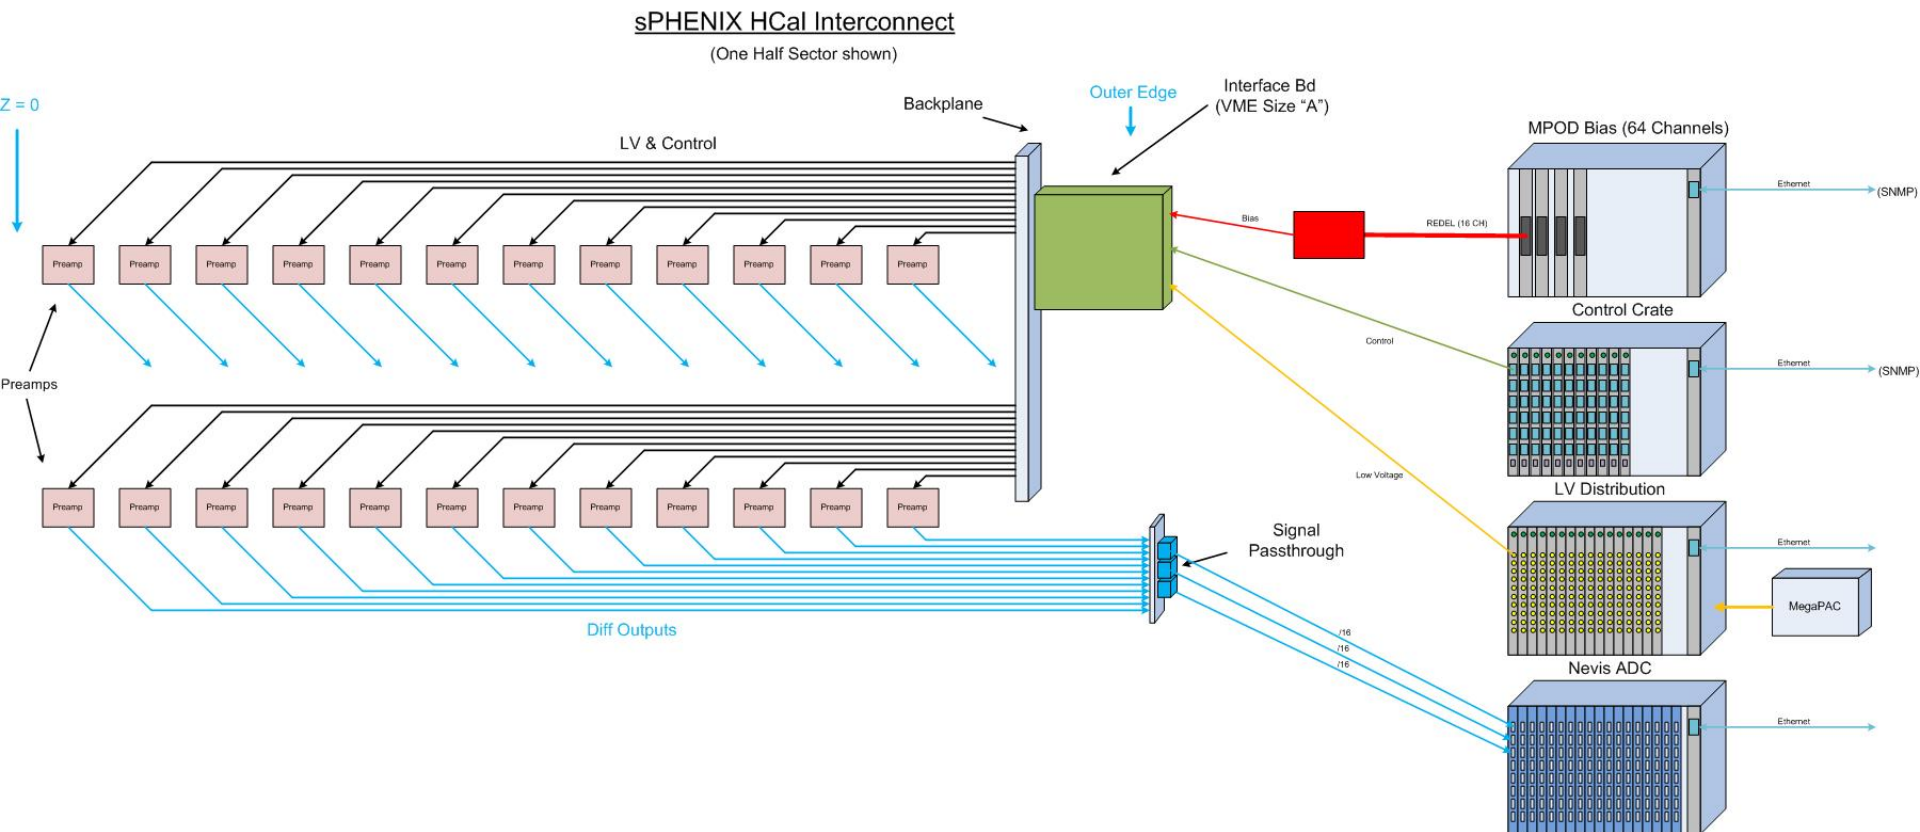 sPHENIX HCal Interconnect
(One Half Sector shown)
Z = 0
Backplane
Outer Edge
Interface Bd
(VME Size “A”)
LV & Control
MPOD Bias (64 Channels)
Ethernet
(SNMP)
Bias
REDEL (16 CH)
Preamp Preamp Preamp Preamp Preamp Preamp Preamp Preamp Preamp Preamp Preamp Preamp
Control Crate
Control
Ethernet
(SNMP)
Preamps
Low Voltage
LV Distribution
Preamp Preamp Preamp Preamp Preamp Preamp Preamp Preamp Preamp Preamp Preamp Preamp
Signal
Passthrough
Ethernet
MegaPAC
Diff Outputs
/16
/16
/16
Nevis ADC
Ethernet